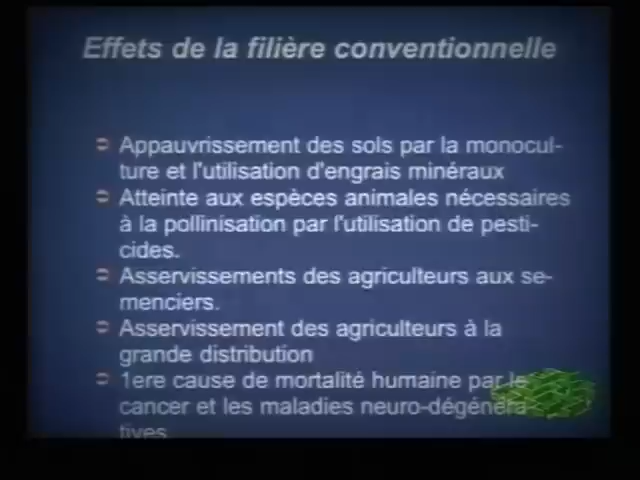 Effets de la filière conventionnelle
Appauvrissement des sols par la monocul-
ture et l'utilisation d'engrais minéraux
Atteinte aux espèces animales nécessaires
à la pollinisation par l'utilisation de pesti-
cides.
Asservissements des agriculteurs aux se-
menciers.
Asservissement des agriculteurs à la
grande distribution
1ere cause de mortalité humaine par le
cancer et les maladies neuro-dégénéra-
tives